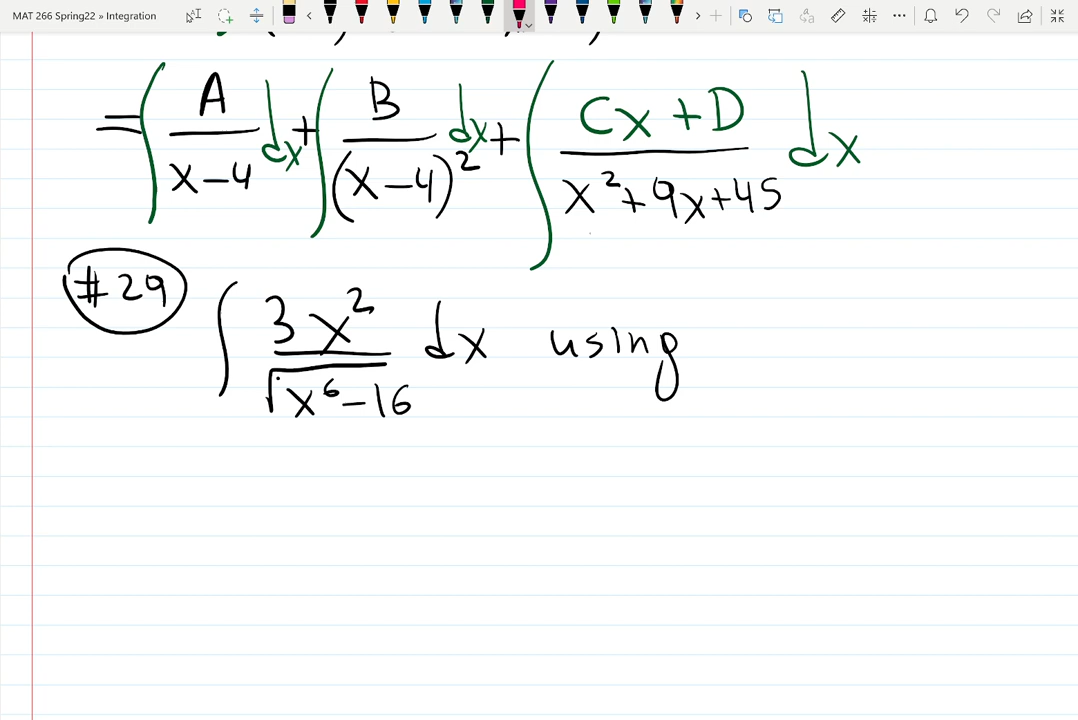 MAT 266 Spring22 » Integration
= ∫ A/(x-4) dx + ∫ B/(x-4)² dx + ∫ (Cx+D)/(x²+9x+45) dx
#29 ∫ 3x²/√(x⁶-16) dx using